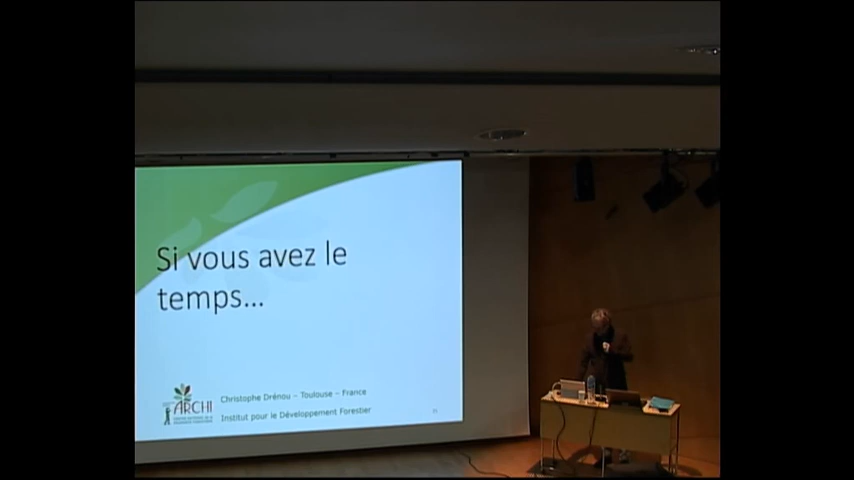 Si vous avez le
temps...
ARCHI
Christophe Drénou – Toulouse – France
Institut pour le Développement Forestier